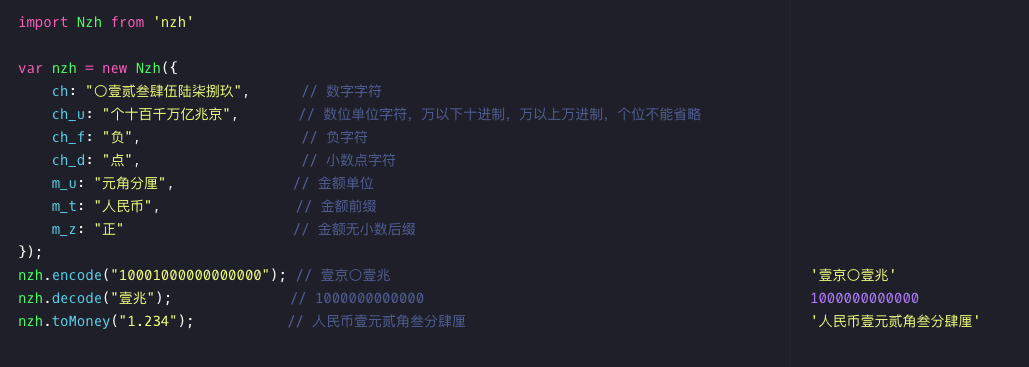 import Nzh from 'nzh'
var nzh = new Nzh({
ch: "〇壹贰叁肆伍陆柒捌玖", // 数字字符
ch_u: "个十百千万亿兆京", // 数位单位字符，万以下十进制，万以上万进制，个位不能省略
ch_f: "负", // 负字符
ch_d: "点", // 小数点字符
m_u: "元角分厘", // 金额单位
m_t: "人民币", // 金额前缀
m_z: "正" // 金额无小数后缀
});
nzh.encode("10001000000000000"); // 壹京〇壹兆 '壹京〇壹兆'
nzh.decode("壹兆"); // 1000000000000 1000000000000
nzh.toMoney("1.234"); // 人民币壹元贰角叁分肆厘 '人民币壹元贰角叁分肆厘'